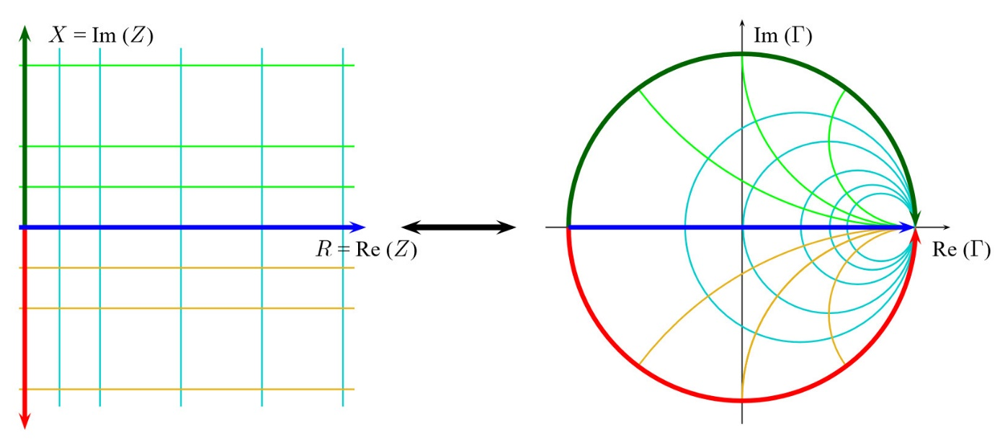 X = Im (Z)
R = Re (Z)
Im (Γ)
Re (Γ)